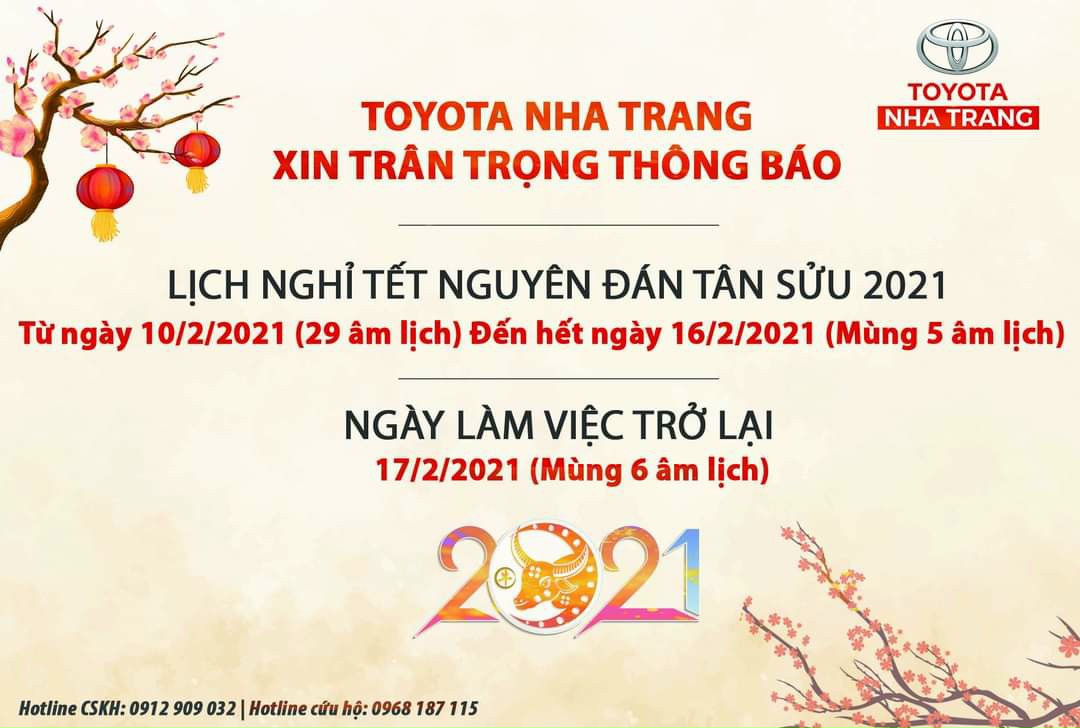 TOYOTA
NHA TRANG
TOYOTA NHA TRANG
XIN TRÂN TRỌNG THÔNG BÁO
LỊCH NGHỈ TẾT NGUYÊN ĐÁN TÂN SỬU 2021
Từ ngày 10/2/2021 (29 âm lịch) Đến hết ngày 16/2/2021 (Mùng 5 âm lịch)
NGÀY LÀM VIỆC TRỞ LẠI
17/2/2021 (Mùng 6 âm lịch)
2021
牛
Hotline CSKH: 0912 909 032 | Hotline cứu hộ: 0968 187 115